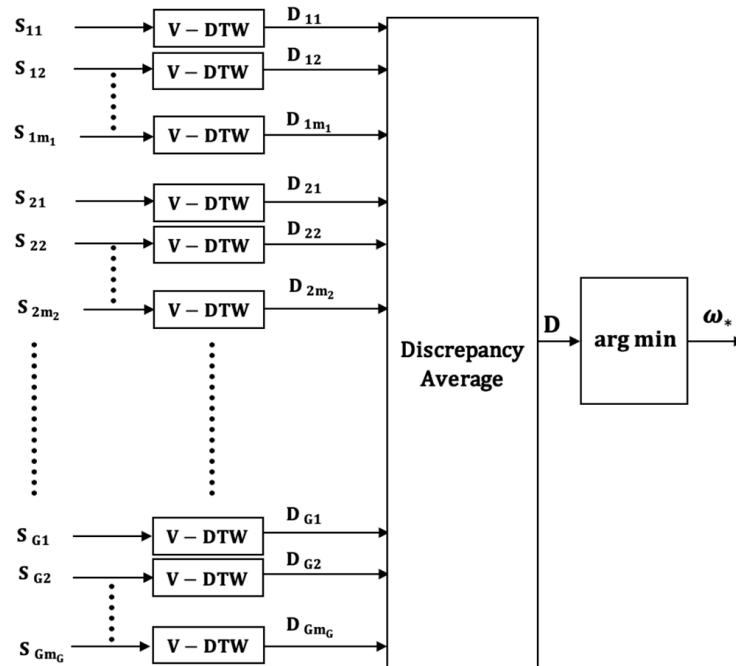 S₁₁ V − DTW D ₁₁
S ₁₂ V − DTW D ₁₂
S ₁ₘ₁ V − DTW D ₁ₘ₁
S ₂₁ V − DTW D ₂₁
S ₂₂ V − DTW D ₂₂
S ₂ₘ₂ V − DTW D ₂ₘ₂
Discrepancy
Average
D
arg min
ω*
S G1 V − DTW D G1
S G2 V − DTW D G2
S GmG V − DTW D GmG